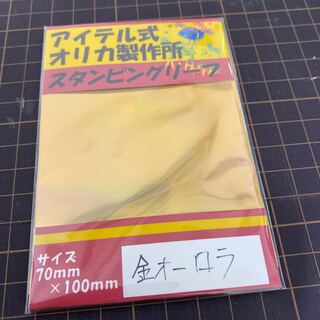 アイテル式
オリカ製作所
スタンピングリーフ
サイズ
70mm
×100mm
金オーロラ